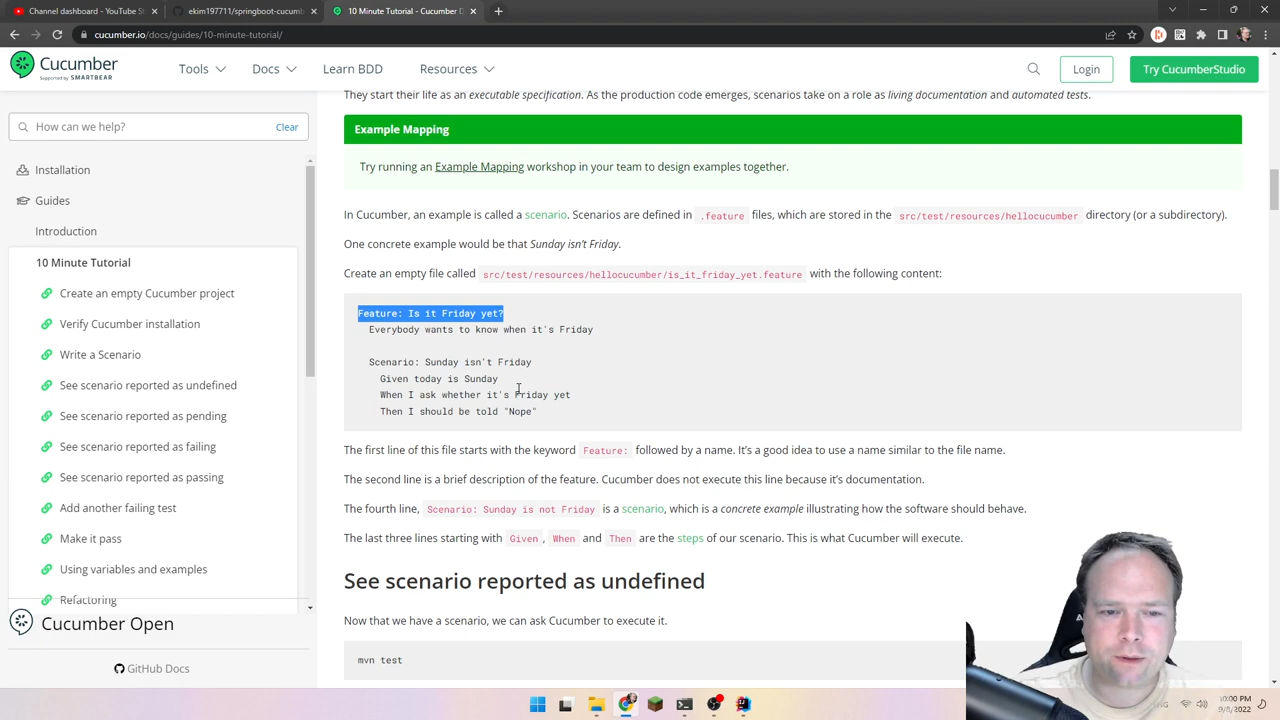 Channel dashboard - YouTube St
ekim197711/springboot-cucumb
10 Minute Tutorial - Cucumber Do
cucumber.io/docs/guides/10-minute-tutorial/
Cucumber
Supported by SMARTBEAR
Tools
Docs
Learn BDD
Resources
Login
Try CucumberStudio
How can we help?
Clear
Installation
Guides
Introduction
10 Minute Tutorial
Create an empty Cucumber project
Verify Cucumber installation
Write a Scenario
See scenario reported as undefined
See scenario reported as pending
See scenario reported as failing
See scenario reported as passing
Add another failing test
Make it pass
Using variables and examples
Refactoring
Cucumber Open
GitHub Docs
They start their life as an executable specification. As the production code emerges, scenarios take on a role as living documentation and automated tests.
Example Mapping
Try running an Example Mapping workshop in your team to design examples together.
In Cucumber, an example is called a scenario. Scenarios are defined in .feature files, which are stored in the src/test/resources/hellocucumber directory (or a subdirectory).
One concrete example would be that Sunday isn't Friday.
Create an empty file called src/test/resources/hellocucumber/is_it_friday_yet.feature with the following content:
Feature: Is it Friday yet?
Everybody wants to know when it's Friday
Scenario: Sunday isn't Friday
Given today is Sunday
When I ask whether it's Friday yet
Then I should be told "Nope"
The first line of this file starts with the keyword Feature: followed by a name. It's a good idea to use a name similar to the file name.
The second line is a brief description of the feature. Cucumber does not execute this line because it's documentation.
The fourth line, Scenario: Sunday is not Friday is a scenario, which is a concrete example illustrating how the software should behave.
The last three lines starting with Given, When and Then are the steps of our scenario. This is what Cucumber will execute.
See scenario reported as undefined
Now that we have a scenario, we can ask Cucumber to execute it.
mvn test
10:00 PM
9/8/2022